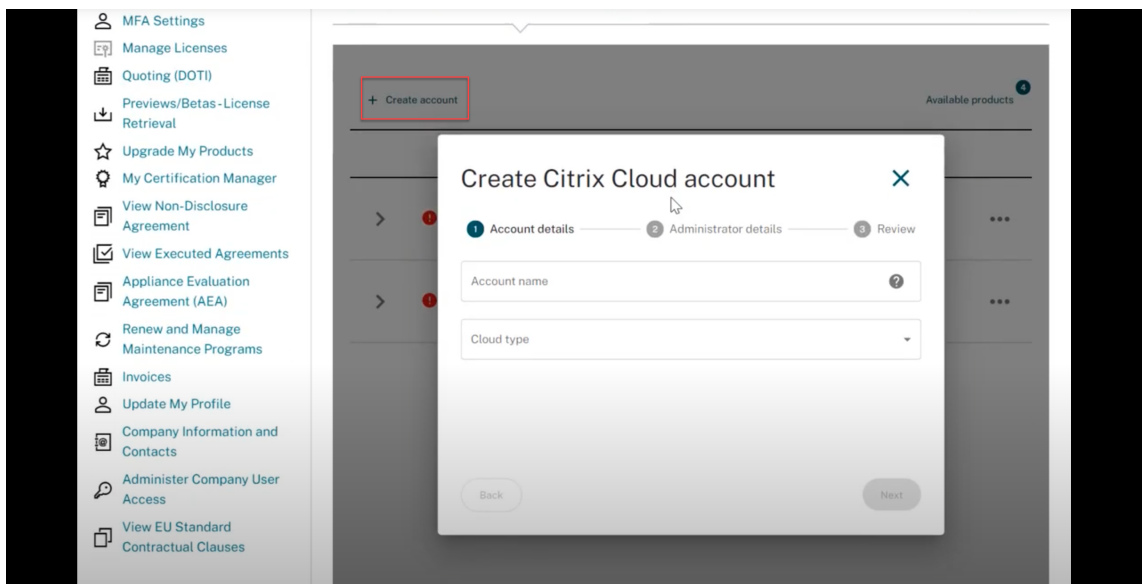 MFA Settings
Manage Licenses
Quoting (DOTI)
Previews/Betas - License
Retrieval
Upgrade My Products
My Certification Manager
View Non-Disclosure
Agreement
View Executed Agreements
Appliance Evaluation
Agreement (AEA)
Renew and Manage
Maintenance Programs
Invoices
Update My Profile
Company Information and
Contacts
Administer Company User
Access
View EU Standard
Contractual Clauses
+ Create account
Available products 4
Create Citrix Cloud account
1 Account details
2 Administrator details
3 Review
Account name
Cloud type
Back
Next